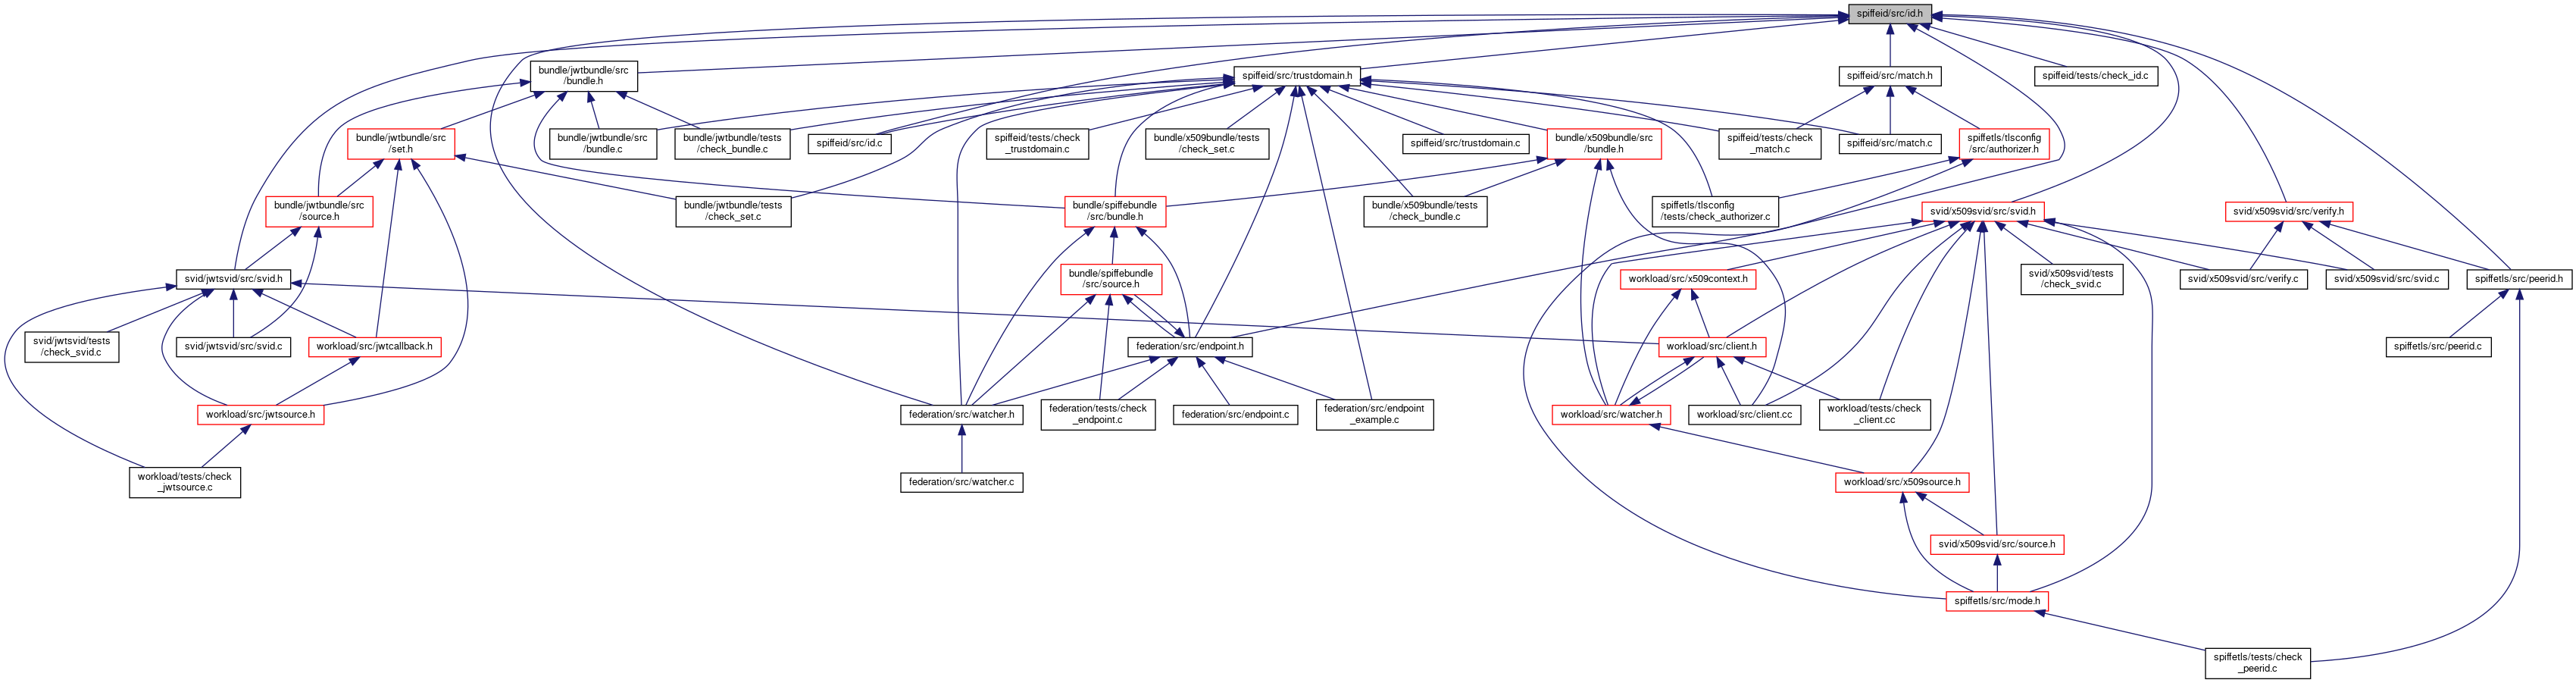 spiffeid/src/id.h
bundle/jwtbundle/src
/bundle.h
spiffeid/src/trustdomain.h
spiffeid/src/match.h
spiffeid/tests/check_id.c
bundle/jwtbundle/src
/set.h
bundle/jwtbundle/src
/bundle.c
bundle/jwtbundle/tests
/check_bundle.c
spiffeid/src/id.c
spiffeid/tests/check
_trustdomain.c
bundle/x509bundle/tests
/check_set.c
spiffeid/src/trustdomain.c
bundle/x509bundle/src
/bundle.h
spiffeid/tests/check
_match.c
spiffeid/src/match.c
spiffetls/tlsconfig
/src/authorizer.h
bundle/jwtbundle/src
/source.h
bundle/jwtbundle/tests
/check_set.c
bundle/spiffebundle
/src/bundle.h
bundle/x509bundle/tests
/check_bundle.c
spiffetls/tlsconfig
/tests/check_authorizer.c
svid/x509svid/src/svid.h
svid/x509svid/src/verify.h
svid/jwtsvid/src/svid.h
bundle/spiffebundle
/src/source.h
workload/src/x509context.h
svid/x509svid/tests
/check_svid.c
svid/x509svid/src/verify.c
svid/x509svid/src/svid.c
spiffetls/src/peerid.h
svid/jwtsvid/tests
/check_svid.c
svid/jwtsvid/src/svid.c
workload/src/jwtcallback.h
federation/src/endpoint.h
workload/src/client.h
spiffetls/src/peerid.c
workload/src/jwtsource.h
federation/src/watcher.h
federation/tests/check
_endpoint.c
federation/src/endpoint.c
federation/src/endpoint
_example.c
workload/src/watcher.h
workload/src/client.cc
workload/tests/check
_client.cc
workload/tests/check
_jwtsource.c
federation/src/watcher.c
workload/src/x509source.h
svid/x509svid/src/source.h
spiffetls/src/mode.h
spiffetls/tests/check
_peerid.c